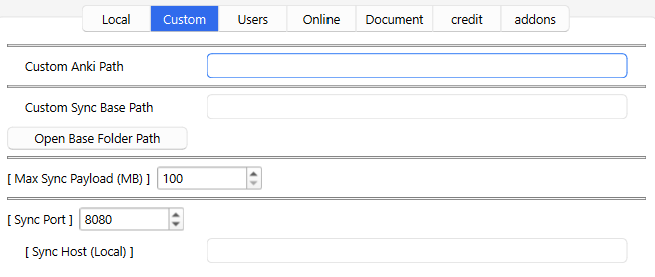 Local Custom Users Online Document credit addons
Custom Anki Path
Custom Sync Base Path
Open Base Folder Path
[ Max Sync Payload (MB) ] 100
[ Sync Port ] 8080
[ Sync Host (Local) ]